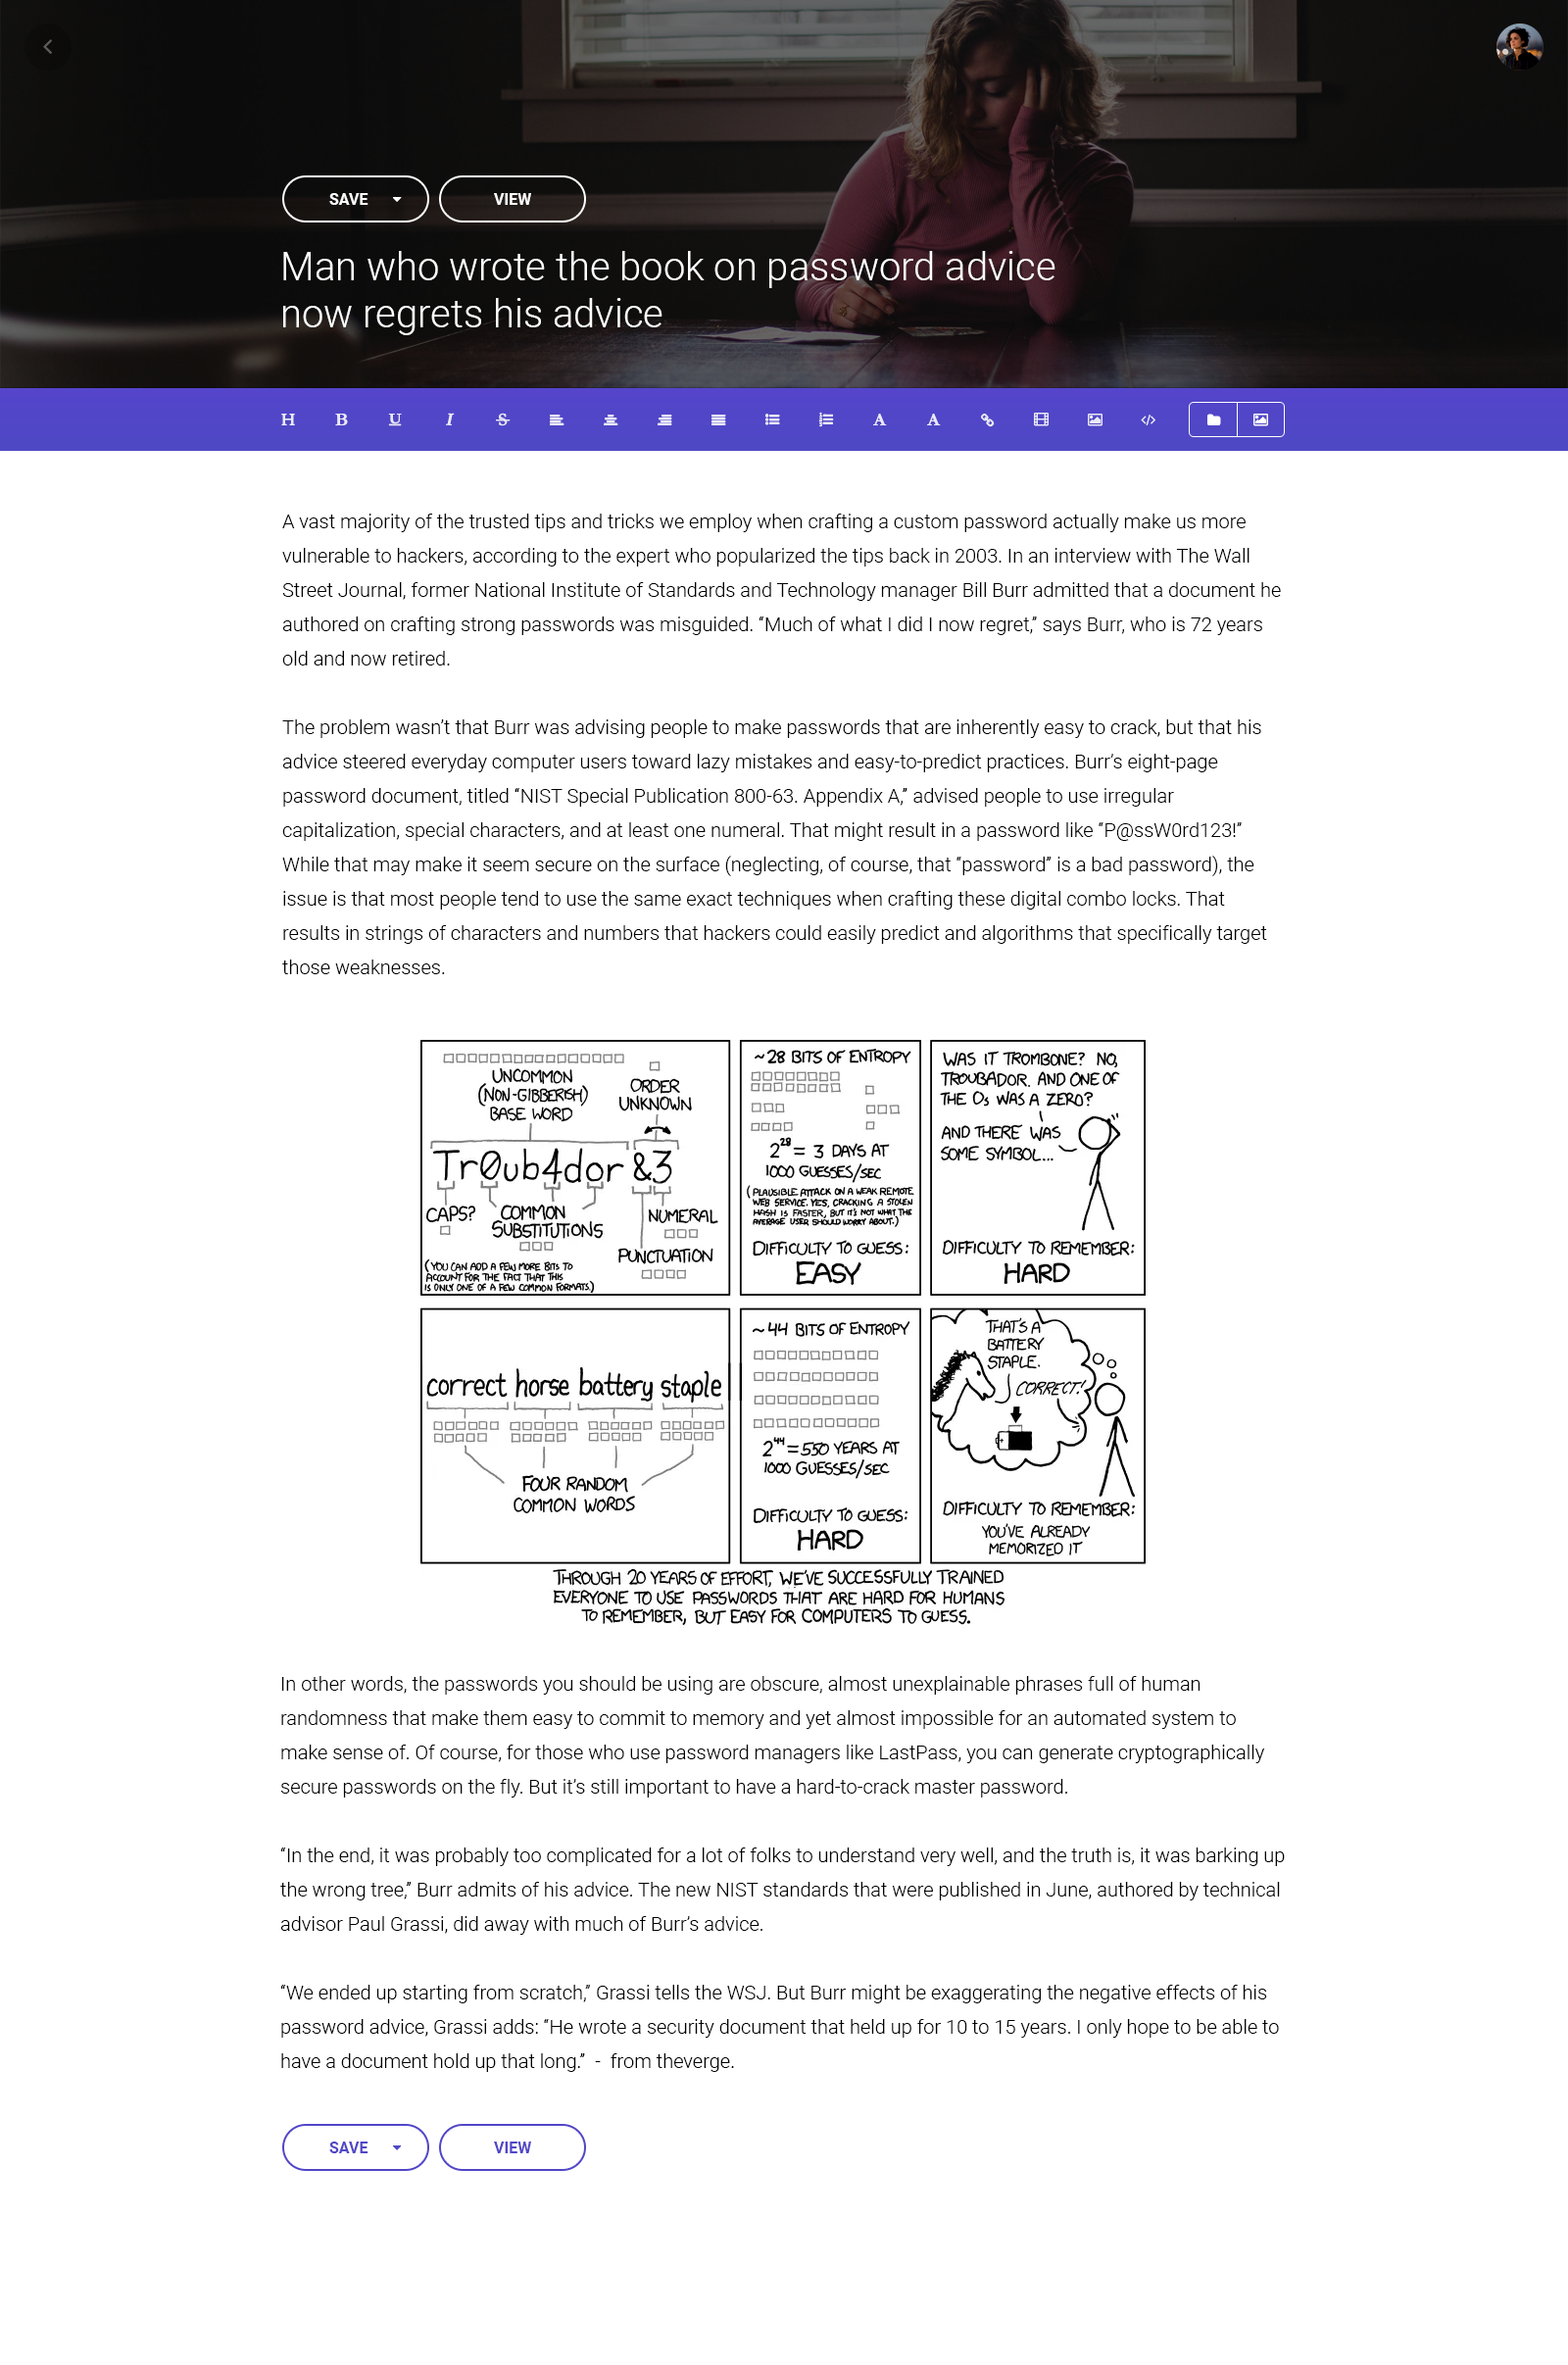 SAVE VIEW
Man who wrote the book on password advice
now regrets his advice
H B U I S A A
A vast majority of the trusted tips and tricks we employ when crafting a custom password actually make us more
vulnerable to hackers, according to the expert who popularized the tips back in 2003. In an interview with The Wall
Street Journal, former National Institute of Standards and Technology manager Bill Burr admitted that a document he
authored on crafting strong passwords was misguided. “Much of what I did I now regret,” says Burr, who is 72 years
old and now retired.
The problem wasn’t that Burr was advising people to make passwords that are inherently easy to crack, but that his
advice steered everyday computer users toward lazy mistakes and easy-to-predict practices. Burr’s eight-page
password document, titled “NIST Special Publication 800-63. Appendix A,” advised people to use irregular
capitalization, special characters, and at least one numeral. That might result in a password like “P@ssW0rd123!”
While that may make it seem secure on the surface (neglecting, of course, that “password” is a bad password), the
issue is that most people tend to use the same exact techniques when crafting these digital combo locks. That
results in strings of characters and numbers that hackers could easily predict and algorithms that specifically target
those weaknesses.
UNCOMMON
(NON-GIBBERISH)
BASE WORD
ORDER
UNKNOWN
Tr0ub4dor &3
CAPS?
COMMON
SUBSTITUTIONS
NUMERAL
PUNCTUATION
(YOU CAN ADD A FEW MORE BITS TO
ACCOUNT FOR THE FACT THAT THIS
IS ONLY ONE OF A FEW COMMON FORMATS.)
~28 BITS OF ENTROPY
2^28 = 3 DAYS AT
1000 GUESSES/SEC
(PLAUSIBLE ATTACK ON A WEAK REMOTE
WEB SERVICE. YES, CRACKING A STOLEN
HASH IS FASTER, BUT IT'S NOT WHAT THE
AVERAGE USER SHOULD WORRY ABOUT.)
DIFFICULTY TO GUESS:
EASY
WAS IT TROMBONE? NO,
TROUBADOR. AND ONE OF
THE Os WAS A ZERO?
AND THERE WAS
SOME SYMBOL...
DIFFICULTY TO REMEMBER:
HARD
correct horse battery staple
FOUR RANDOM
COMMON WORDS
~44 BITS OF ENTROPY
2^44 = 550 YEARS AT
1000 GUESSES/SEC
DIFFICULTY TO GUESS:
HARD
THAT'S A
BATTERY
STAPLE.
CORRECT!
DIFFICULTY TO REMEMBER:
YOU'VE ALREADY
MEMORIZED IT
THROUGH 20 YEARS OF EFFORT, WE'VE SUCCESSFULLY TRAINED
EVERYONE TO USE PASSWORDS THAT ARE HARD FOR HUMANS
TO REMEMBER, BUT EASY FOR COMPUTERS TO GUESS.
In other words, the passwords you should be using are obscure, almost unexplainable phrases full of human
randomness that make them easy to commit to memory and yet almost impossible for an automated system to
make sense of. Of course, for those who use password managers like LastPass, you can generate cryptographically
secure passwords on the fly. But it’s still important to have a hard-to-crack master password.
“In the end, it was probably too complicated for a lot of folks to understand very well, and the truth is, it was barking up
the wrong tree,” Burr admits of his advice. The new NIST standards that were published in June, authored by technical
advisor Paul Grassi, did away with much of Burr’s advice.
“We ended up starting from scratch,” Grassi tells the WSJ. But Burr might be exaggerating the negative effects of his
password advice, Grassi adds: “He wrote a security document that held up for 10 to 15 years. I only hope to be able to
have a document hold up that long.” - from theverge.
SAVE VIEW